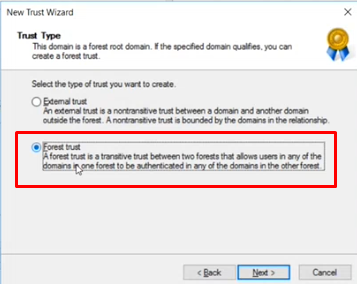 New Trust Wizard
Trust Type
This domain is a forest root domain. If the specified domain qualifies, you can
create a forest trust.
Select the type of trust you want to create.
External trust
An external trust is a nontransitive trust between a domain and another domain
outside the forest. A nontransitive trust is bounded by the domains in the relationship.
Forest trust
A forest trust is a transitive trust between two forests that allows users in any of the
domains in one forest to be authenticated in any of the domains in the other forest.
< Back Next > Cancel